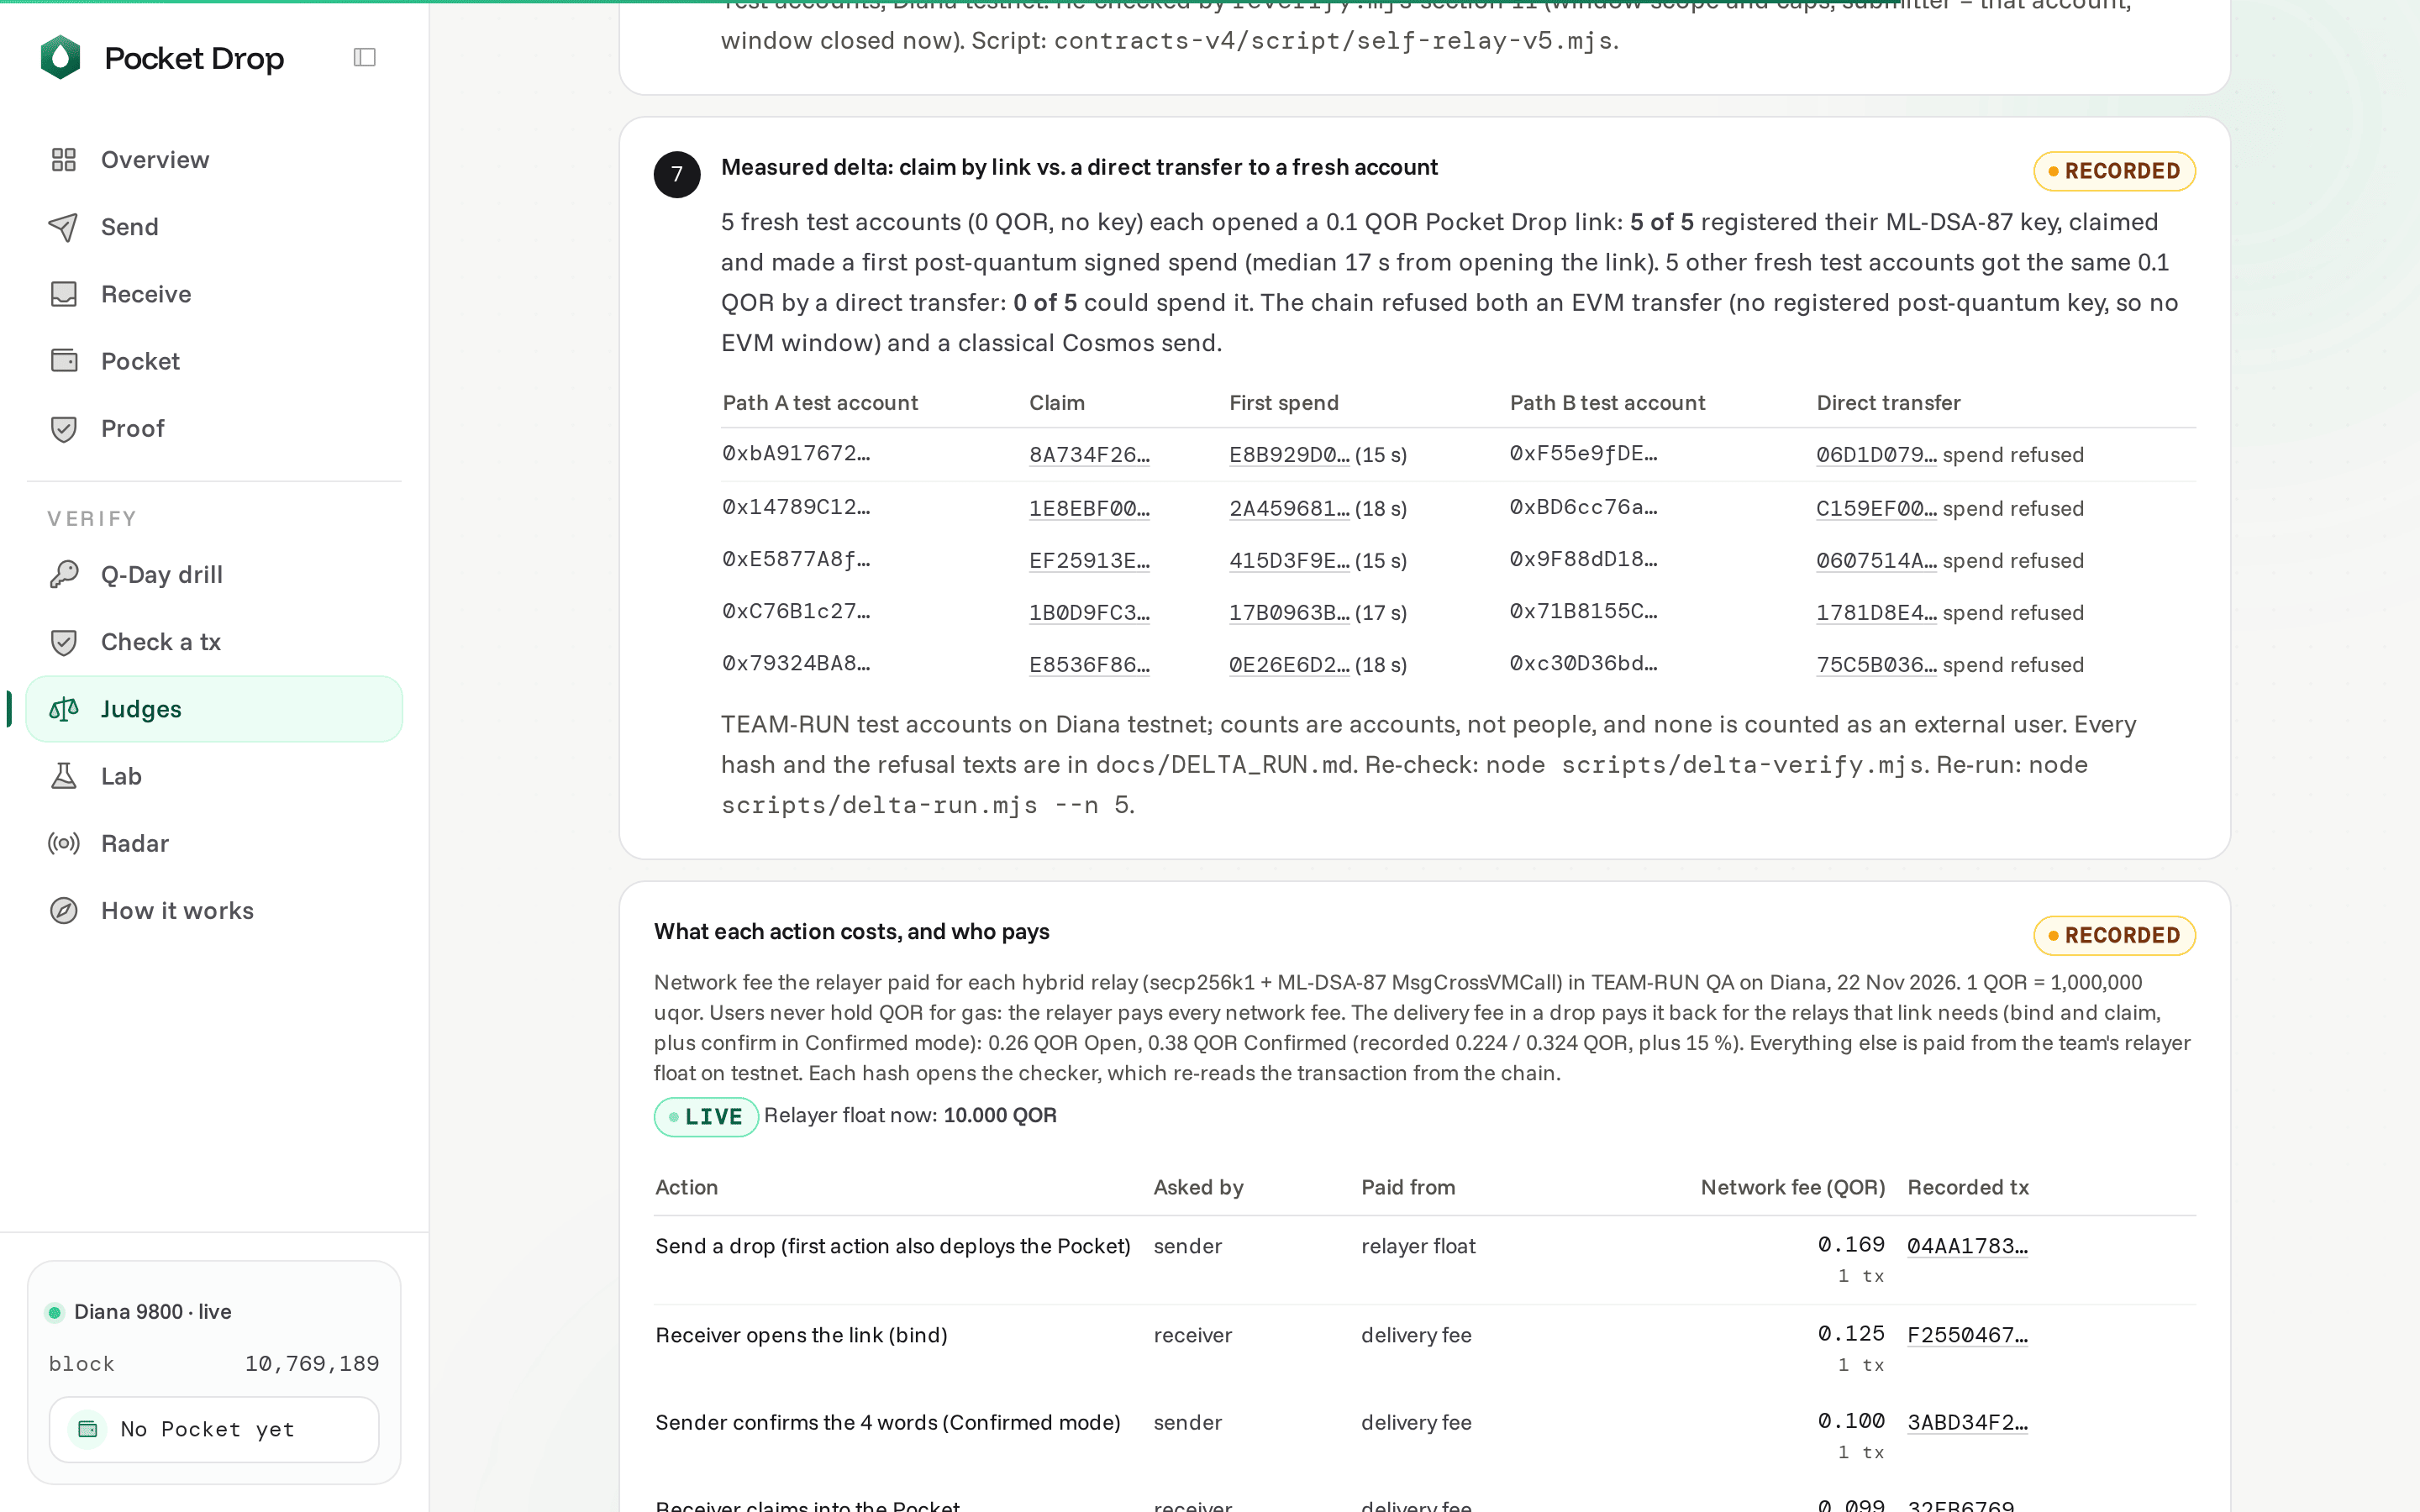 Pocket Drop
Overview
Send
Receive
Pocket
Proof
VERIFY
Q-Day drill
Check a tx
Judges
Lab
Radar
How it works
Diana 9800 · live
block 10,769,189
No Pocket yet
window closed now). Script: contracts-v4/script/self-relay-v5.mjs.
7 Measured delta: claim by link vs. a direct transfer to a fresh account RECORDED
5 fresh test accounts (0 QOR, no key) each opened a 0.1 QOR Pocket Drop link: 5 of 5 registered their ML-DSA-87 key, claimed
and made a first post-quantum signed spend (median 17 s from opening the link). 5 other fresh test accounts got the same 0.1
QOR by a direct transfer: 0 of 5 could spend it. The chain refused both an EVM transfer (no registered post-quantum key, so no
EVM window) and a classical Cosmos send.
Path A test account Claim First spend Path B test account Direct transfer
0xbA917672… 8A734F26… E8B929D0… (15 s) 0xF55e9fDE… 06D1D079… spend refused
0x14789C12… 1E8EBF00… 2A459681… (18 s) 0xBD6cc76a… C159EF00… spend refused
0xE5877A8f… EF25913E… 415D3F9E… (15 s) 0x9F88dD18… 0607514A… spend refused
0xC76B1c27… 1B0D9FC3… 17B0963B… (17 s) 0x71B8155C… 1781D8E4… spend refused
0x79324BA8… E8536F86… 0E26E6D2… (18 s) 0xc30D36bd… 75C5B036… spend refused
TEAM-RUN test accounts on Diana testnet; counts are accounts, not people, and none is counted as an external user. Every
hash and the refusal texts are in docs/DELTA_RUN.md. Re-check: node scripts/delta-verify.mjs. Re-run: node
scripts/delta-run.mjs --n 5.
What each action costs, and who pays RECORDED
Network fee the relayer paid for each hybrid relay (secp256k1 + ML-DSA-87 MsgCrossVMCall) in TEAM-RUN QA on Diana, 22 Nov 2026. 1 QOR = 1,000,000
uqor. Users never hold QOR for gas: the relayer pays every network fee. The delivery fee in a drop pays it back for the relays that link needs (bind and claim,
plus confirm in Confirmed mode): 0.26 QOR Open, 0.38 QOR Confirmed (recorded 0.224 / 0.324 QOR, plus 15 %). Everything else is paid from the team's relayer
float on testnet. Each hash opens the checker, which re-reads the transaction from the chain.
LIVE Relayer float now: 10.000 QOR
Action Asked by Paid from Network fee (QOR) Recorded tx
Send a drop (first action also deploys the Pocket) sender relayer float 0.169 04AA1783…
1 tx
Receiver opens the link (bind) receiver delivery fee 0.125 F2550467…
1 tx
Sender confirms the 4 words (Confirmed mode) sender delivery fee 0.100 3ABD34F2…
1 tx
Receiver claims into the Pocket receiver delivery fee 0.099